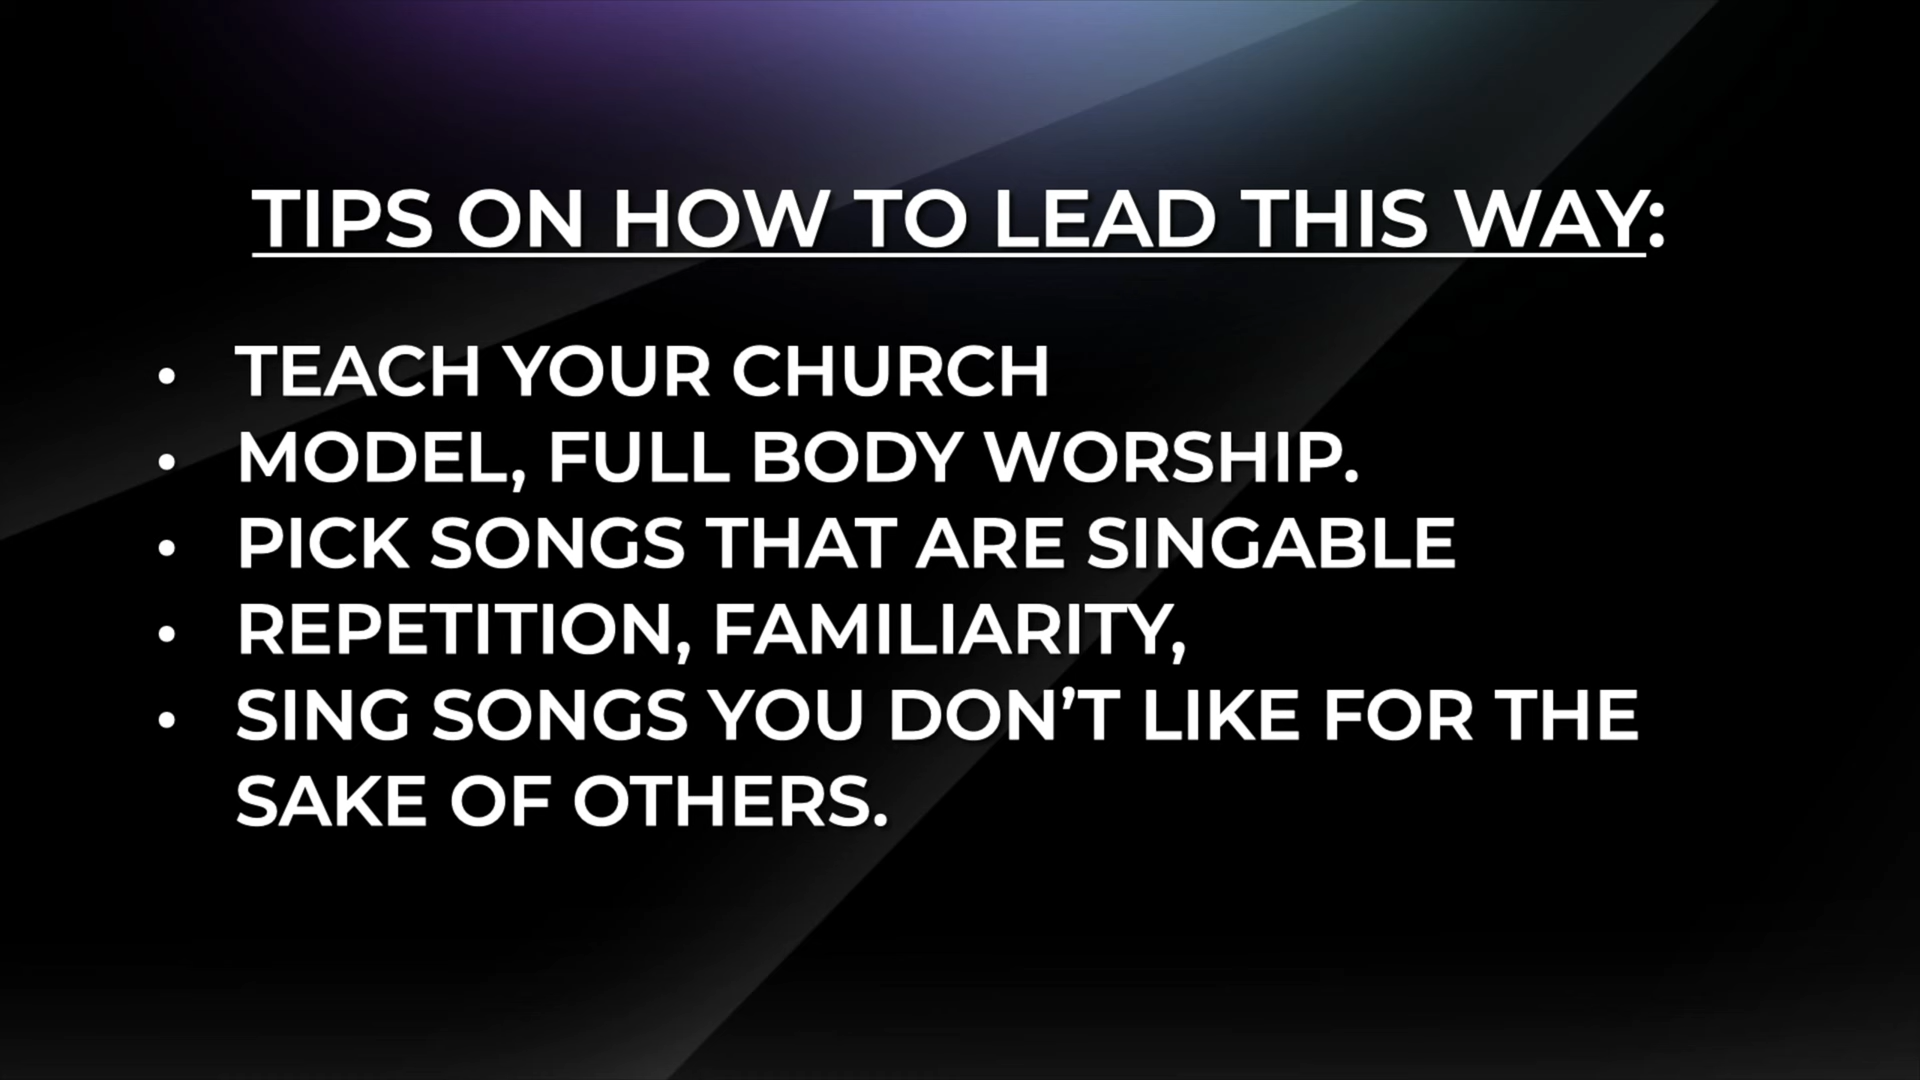 TIPS ON HOW TO LEAD THIS WAY:
• TEACH YOUR CHURCH
• MODEL, FULL BODY WORSHIP.
• PICK SONGS THAT ARE SINGABLE
• REPETITION, FAMILIARITY,
• SING SONGS YOU DON’T LIKE FOR THE
SAKE OF OTHERS.